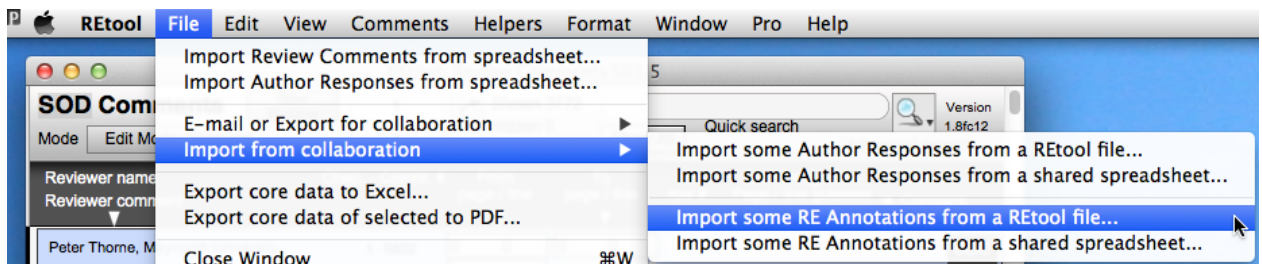 REtool File Edit View Comments Helpers Format Window Pro Help
Import Review Comments from spreadsheet...
Import Author Responses from spreadsheet...
5
SOD Comm
E-mail or Export for collaboration
Quick search
Version
1.8fc12
Mode Edit Mo
Import from collaboration
Import some Author Responses from a REtool file...
Import some Author Responses from a shared spreadsheet...
Reviewer name
Reviewer comm
Export core data to Excel...
Export core data of selected to PDF...
Import some RE Annotations from a REtool file...
Import some RE Annotations from a shared spreadsheet...
Peter Thorne, M
Close Window ⌘W